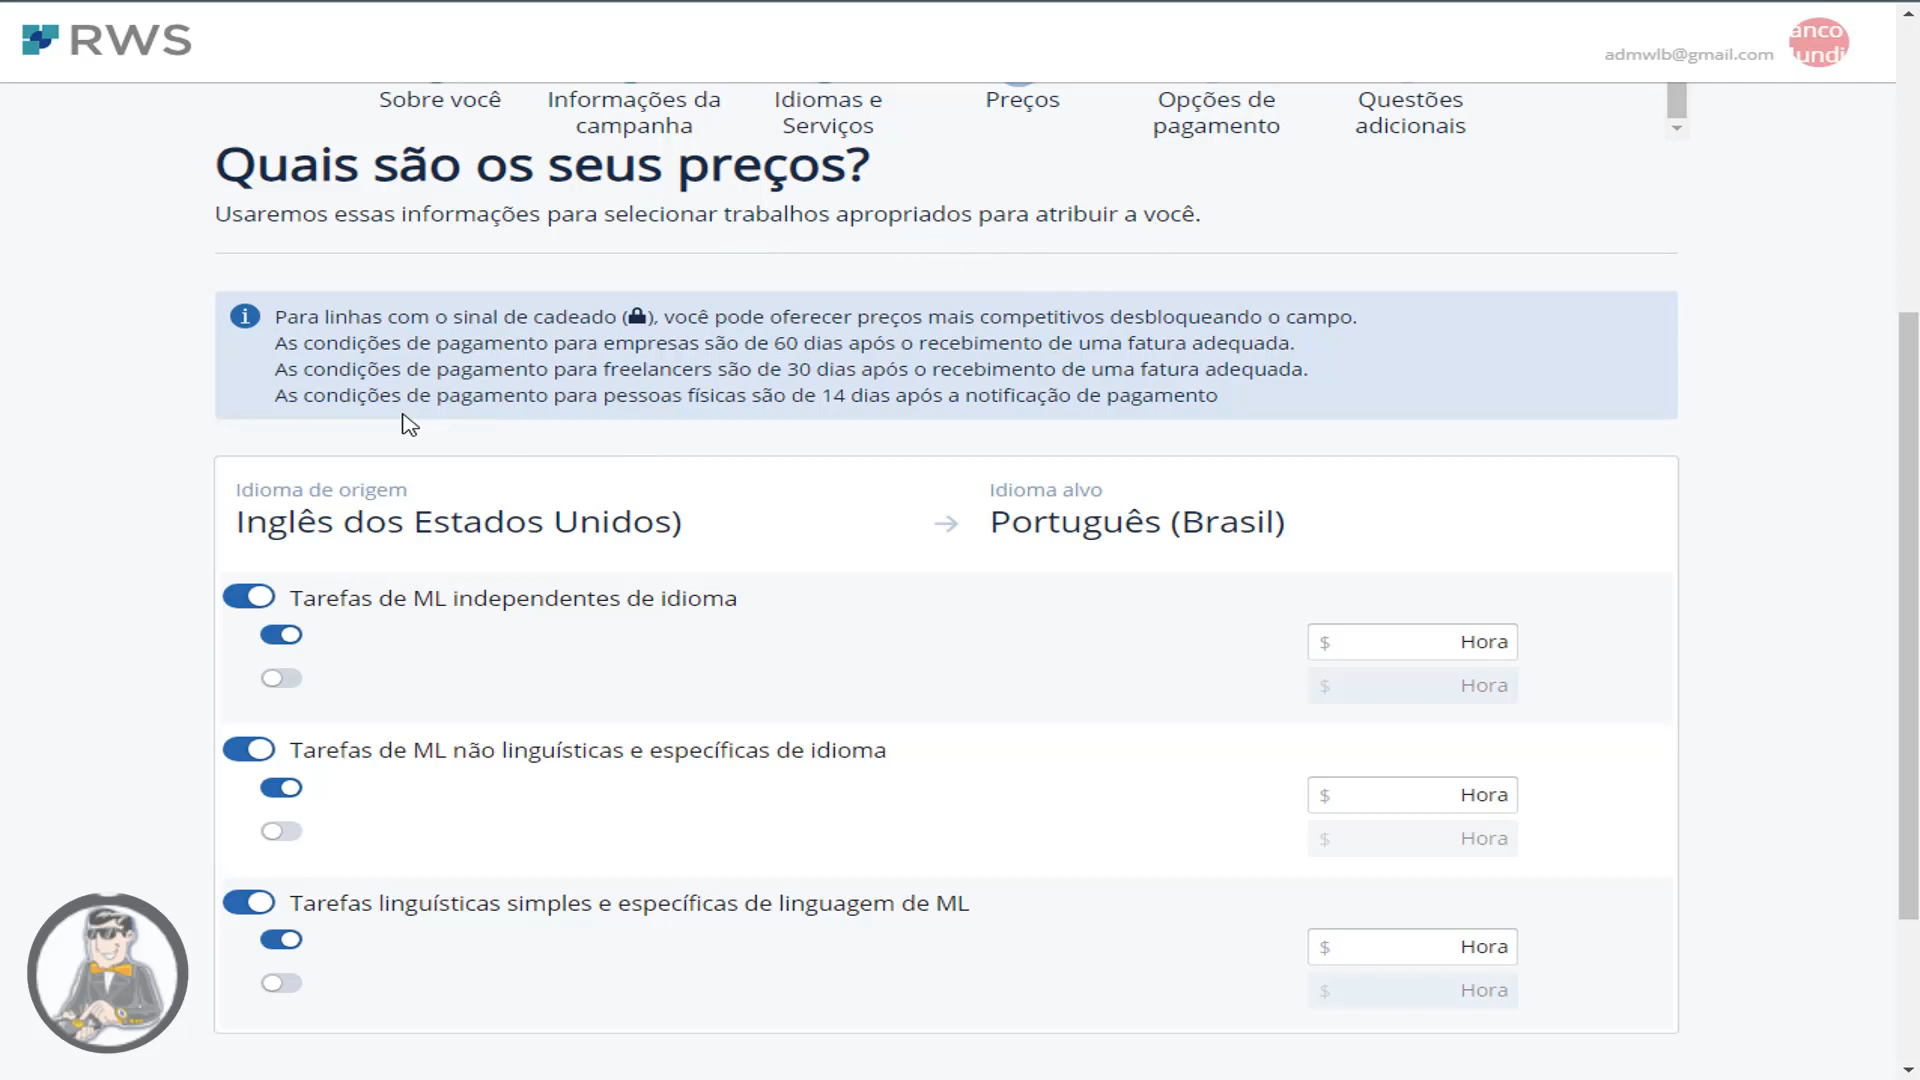 RWS
admwlb@gmail.com
anco
undi
Sobre você
Informações da
campanha
Idiomas e
Serviços
Preços
Opções de
pagamento
Questões
adicionais
Quais são os seus preços?
Usaremos essas informações para selecionar trabalhos apropriados para atribuir a você.
Para linhas com o sinal de cadeado (🔒), você pode oferecer preços mais competitivos desbloqueando o campo.
As condições de pagamento para empresas são de 60 dias após o recebimento de uma fatura adequada.
As condições de pagamento para freelancers são de 30 dias após o recebimento de uma fatura adequada.
As condições de pagamento para pessoas físicas são de 14 dias após a notificação de pagamento
Idioma de origem
Inglês dos Estados Unidos)
Idioma alvo
Português (Brasil)
Tarefas de ML independentes de idioma
$ Hora
$ Hora
Tarefas de ML não linguísticas e específicas de idioma
$ Hora
$ Hora
Tarefas linguísticas simples e específicas de linguagem de ML
$ Hora
$ Hora